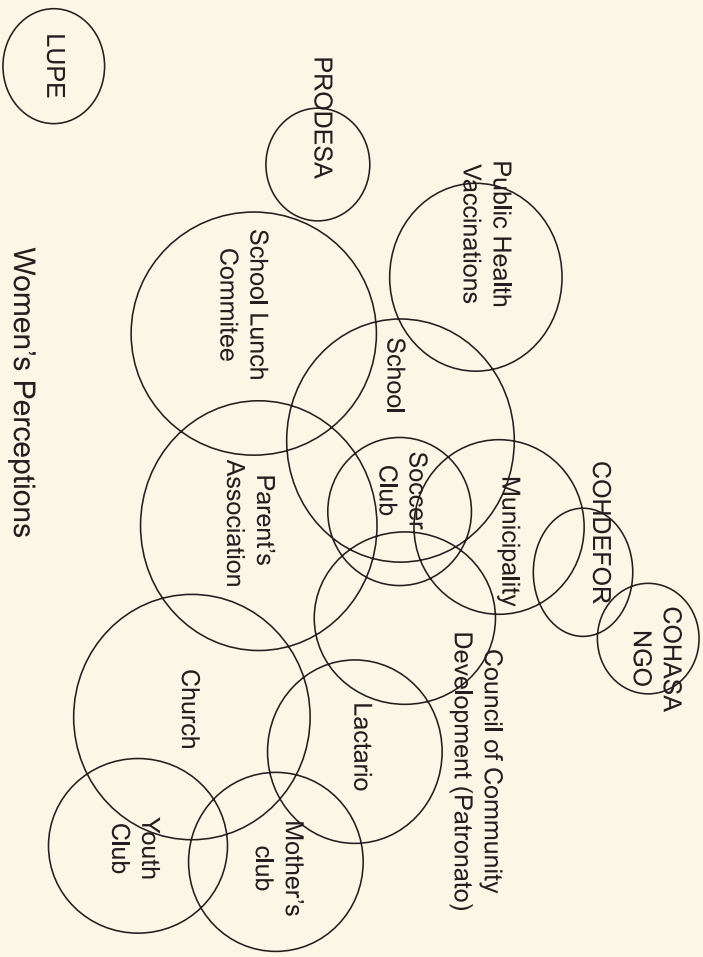 COHASA
NGO
COHDEFOR
Public Health
Vaccinations
Municipality
Council of Community
Development (Patronato)
School
Soccer
Club
Lactario
PRODESA
School Lunch
Commitee
Parent's
Association
Mother's
club
Church
Youth
Club
LUPE
Women's Perceptions